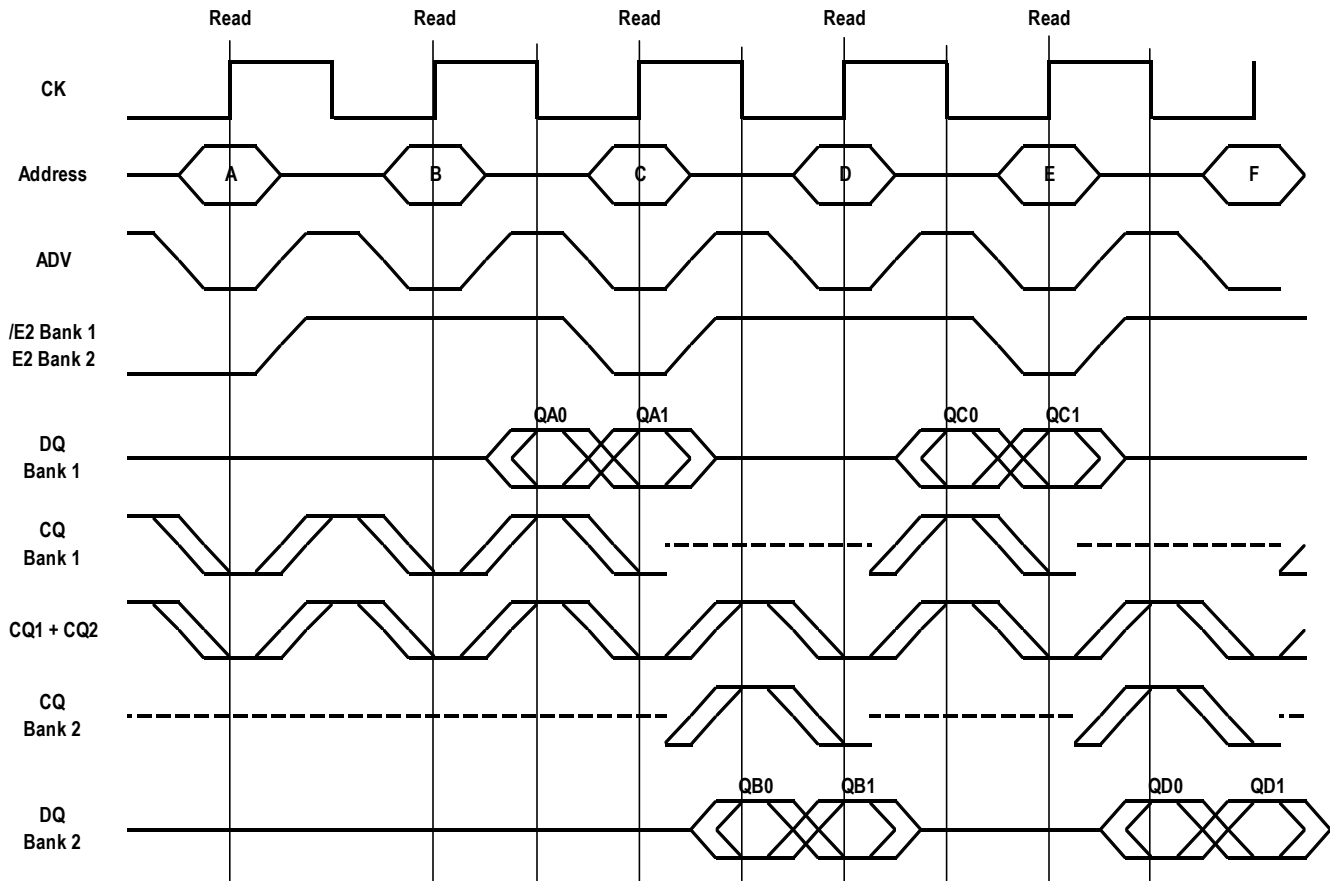 Read Read Read Read Read
CK
Address A B C D E F
ADV
/E2 Bank 1
E2 Bank 2
QA0 QA1 QC0 QC1
DQ
Bank 1
CQ
Bank 1
CQ1 + CQ2
CQ
Bank 2
QB0 QB1 QD0 QD1
DQ
Bank 2